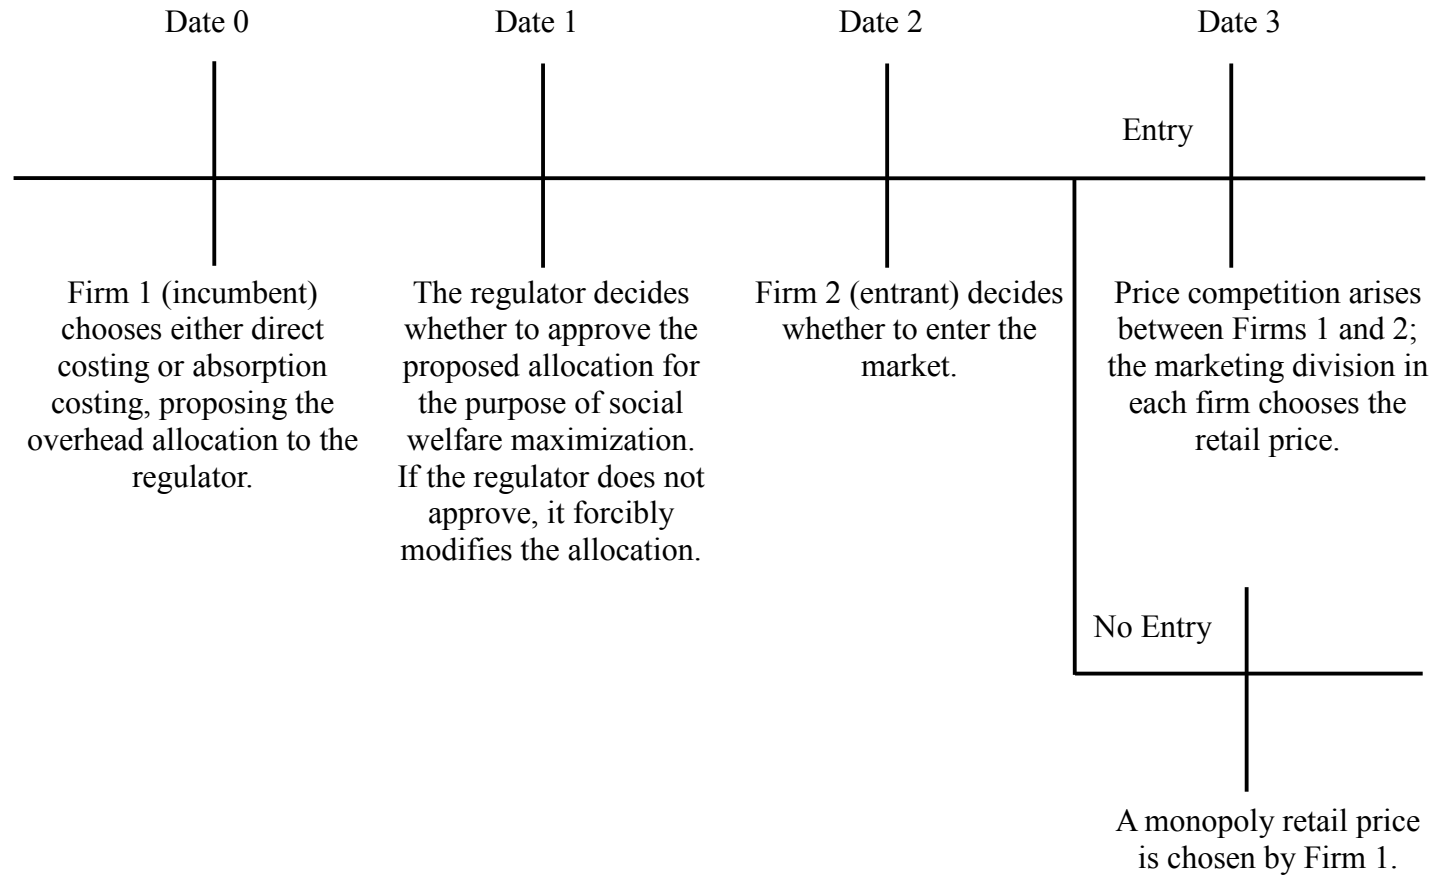 Date 0
Date 1
Date 2
Date 3
Entry
Firm 1 (incumbent)
chooses either direct
costing or absorption
costing, proposing the
overhead allocation to the
regulator.
The regulator decides
whether to approve the
proposed allocation for
the purpose of social
welfare maximization.
If the regulator does not
approve, it forcibly
modifies the allocation.
Firm 2 (entrant) decides
whether to enter the
market.
Price competition arises
between Firms 1 and 2;
the marketing division in
each firm chooses the
retail price.
No Entry
A monopoly retail price
is chosen by Firm 1.